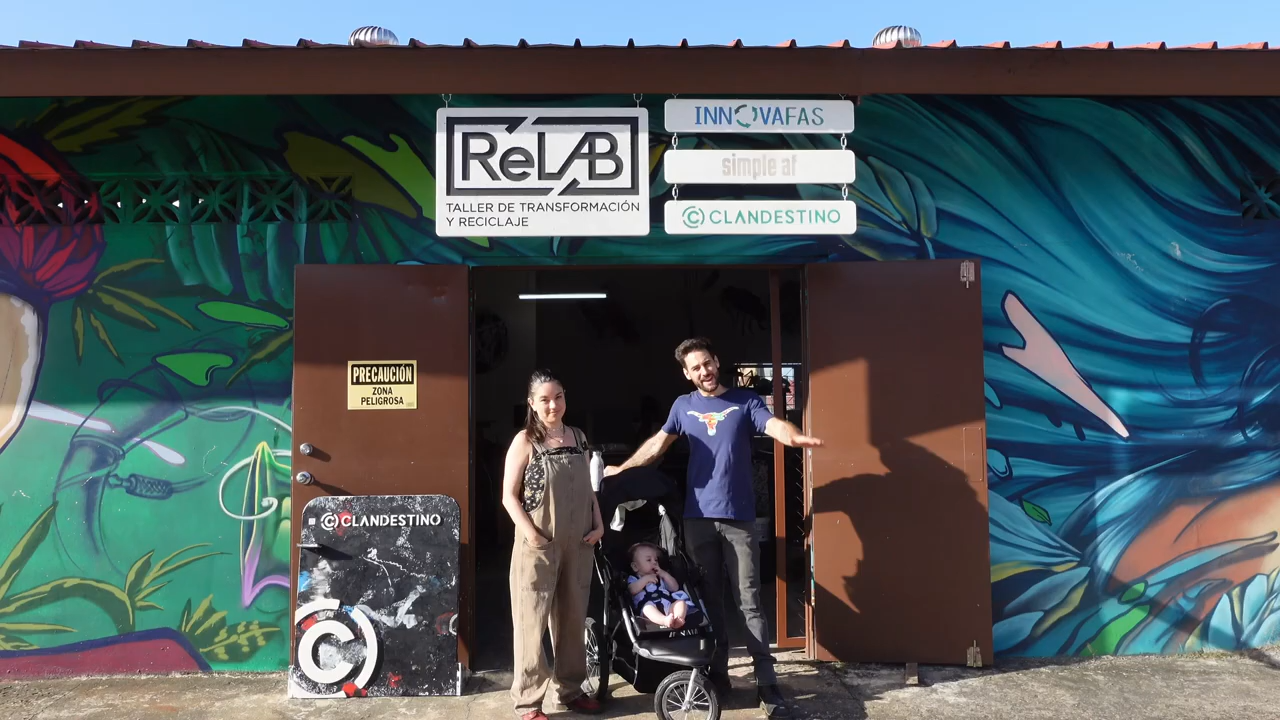 ReLAB
TALLER DE TRANSFORMACIÓN
Y RECICLAJE
INNOVAFAS
simple af
CLANDESTINO
PRECAUCIÓN
ZONA
PELIGROSA
CLANDESTINO